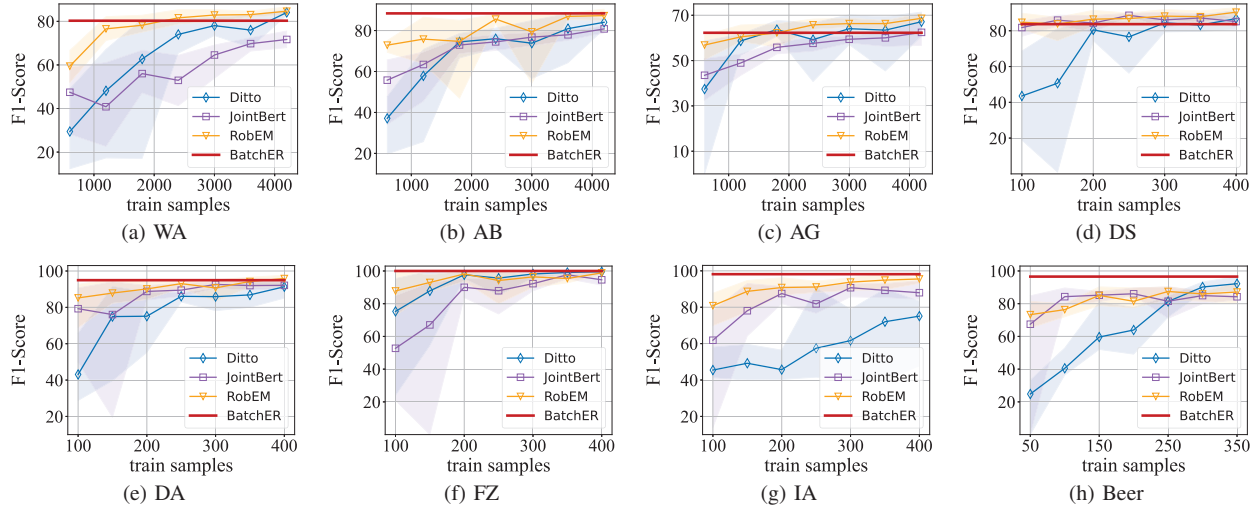 F1-Score
80
60
40
20
1000
2000
3000
4000
train samples
Ditto
JointBert
RobEM
BatchER
(a) WA
F1-Score
80
60
40
20
1000
2000
3000
4000
train samples
Ditto
JointBert
RobEM
BatchER
(b) AB
F1-Score
70
50
30
10
1000
2000
3000
4000
train samples
Ditto
JointBert
RobEM
BatchER
(c) AG
F1-Score
80
60
40
20
100
200
300
400
train samples
Ditto
JointBert
RobEM
BatchER
(d) DS
F1-Score
100
80
60
40
20
100
200
300
400
train samples
Ditto
JointBert
RobEM
BatchER
(e) DA
F1-Score
100
80
60
40
20
100
200
300
400
train samples
Ditto
JointBert
RobEM
BatchER
(f) FZ
F1-Score
100
80
60
40
20
100
200
300
400
train samples
Ditto
JointBert
RobEM
BatchER
(g) IA
F1-Score
100
80
60
40
20
50
150
250
350
train samples
Ditto
JointBert
RobEM
BatchER
(h) Beer